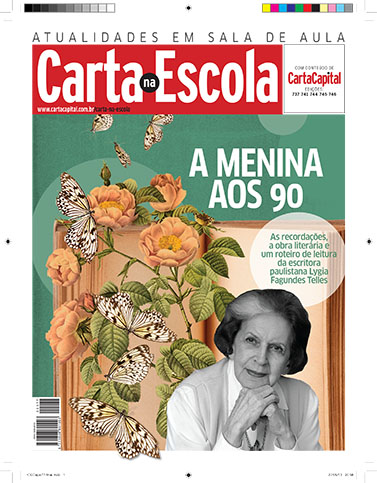 ATUALIDADES EM SALA DE AULA
Carta na Escola
www.cartacapital.com.br/carta-na-escola
COM CONTEÚDO DE
CartaCapital
EDIÇÕES
737 741 744 745 746
A MENINA
AOS 90
As recordações,
a obra literária e
um roteiro de leitura
da escritora
paulistana Lygia
Fagundes Telles